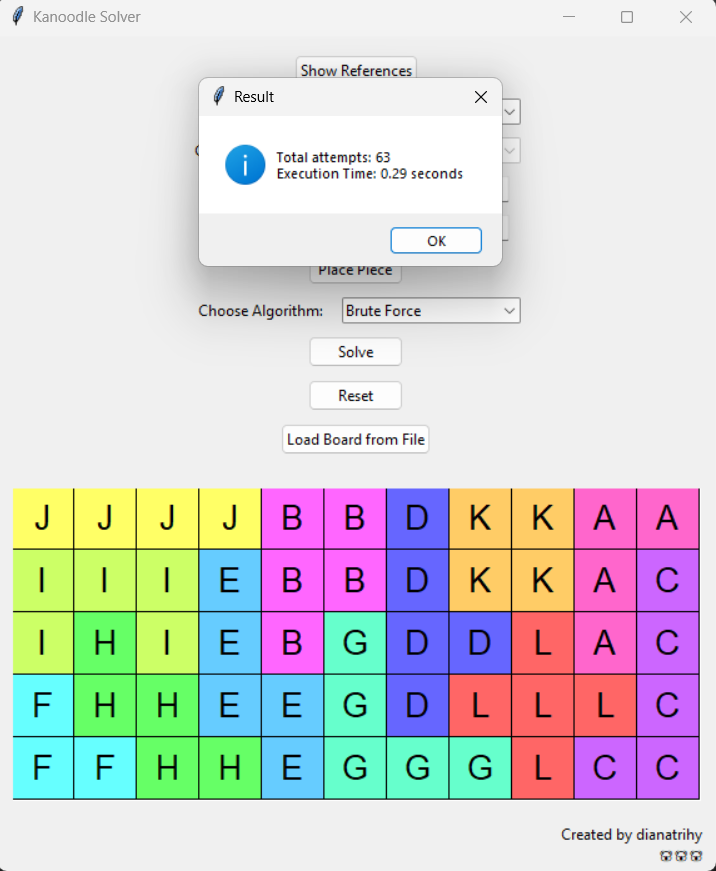 Kanoodle Solver
Show References
Result
Total attempts: 63
Execution Time: 0.29 seconds
OK
Place Piece
Choose Algorithm: Brute Force
Solve
Reset
Load Board from File
J J J J B B D K K A A
I I I E B B D K K A C
I H I E B G D D L A C
F H H E E G D L L L C
F F H H E G G G L C C
Created by dianatrihy
🐼🐼🐼